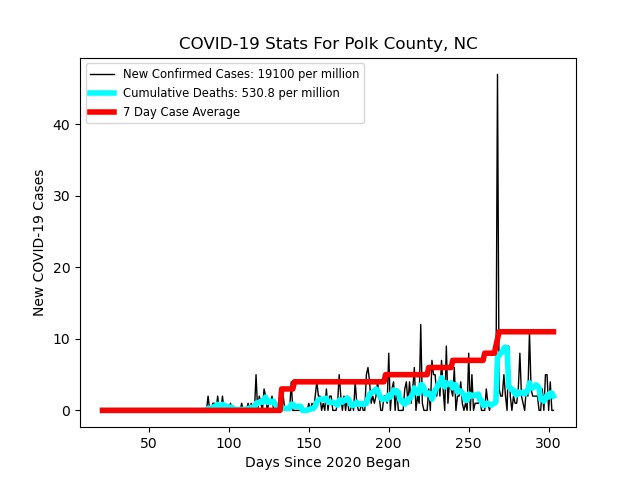 COVID-19 Stats For Polk County, NC
New Confirmed Cases: 19100 per million
Cumulative Deaths: 530.8 per million
7 Day Case Average
New COVID-19 Cases
40
30
20
10
0
50 100 150 200 250 300
Days Since 2020 Began